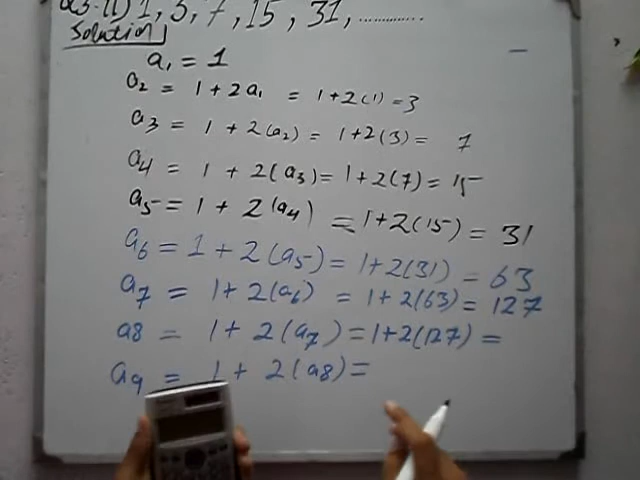 Q3. (i) 1, 3, 7, 15, 31, ..............
Solution
a₁ = 1
a₂ = 1 + 2a₁ = 1+2(1) = 3
a₃ = 1 + 2(a₂) = 1+2(3) = 7
a₄ = 1 + 2(a₃) = 1+2(7) = 15
a₅ = 1 + 2(a₄) = 1+2(15) = 31
a₆ = 1 + 2(a₅) = 1+2(31) = 63
a₇ = 1+ 2(a₆) = 1+2(63) = 127
a8 = 1+ 2(a₇) = 1+2(127) =
a₉ = 1+ 2(a8) =